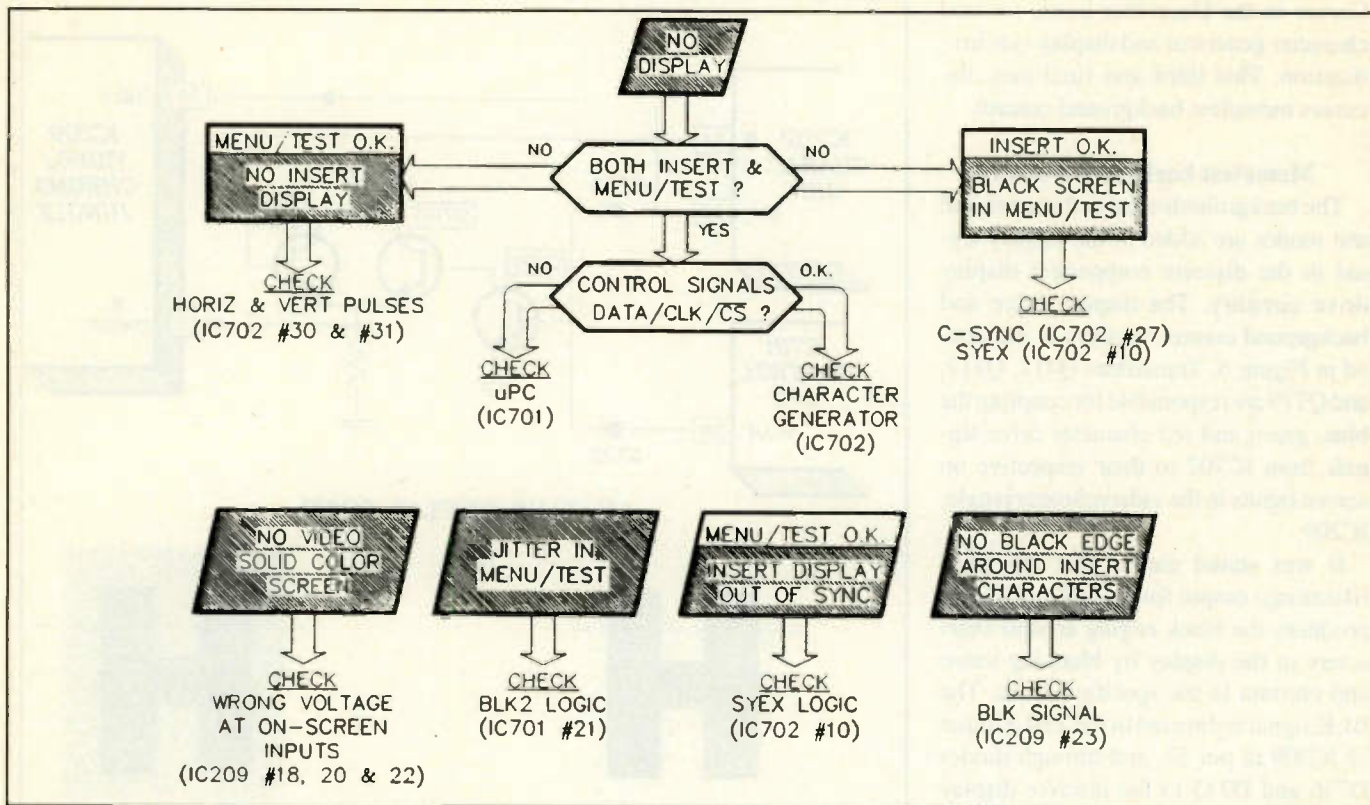 NO
DISPLAY
MENU/TEST O.K.
NO INSERT
DISPLAY
NO
BOTH INSERT &
MENU/TEST ?
NO
INSERT O.K.
BLACK SCREEN
IN MENU/TEST
YES
CHECK
HORIZ & VERT PULSES
(IC702 #30 & #31)
NO
CONTROL SIGNALS
DATA/CLK/C̅S̅ ?
O.K.
CHECK
C-SYNC (IC702 #27)
SYEX (IC702 #10)
CHECK
uPC
(IC701)
CHECK
CHARACTER
GENERATOR
(IC702)
NO VIDEO
SOLID COLOR
SCREEN
JITTER IN
MENU/TEST
MENU/TEST O.K.
INSERT DISPLAY
OUT OF SYNC
NO BLACK EDGE
AROUND INSERT
CHARACTERS
CHECK
WRONG VOLTAGE
AT ON-SCREEN
INPUTS
(IC209 #18, 20 & 22)
CHECK
BLK2 LOGIC
(IC701 #21)
CHECK
SYEX LOGIC
(IC702 #10)
CHECK
BLK SIGNAL
(IC209 #23)